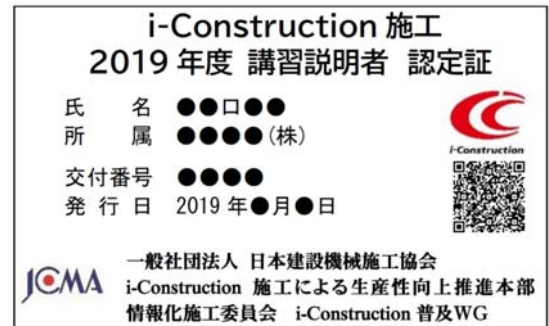 i-Construction 施工
2019 年度 講習説明者 認定証
氏 名 ●●口●●
所 属 ●●●●(株)
i-Construction
交付番号 ●●●●
発 行 日 2019 年●月●日
一般社団法人 日本建設機械施工協会
JCMA i-Construction 施工による生産性向上推進本部
情報化施工委員会 i-Construction 普及WG